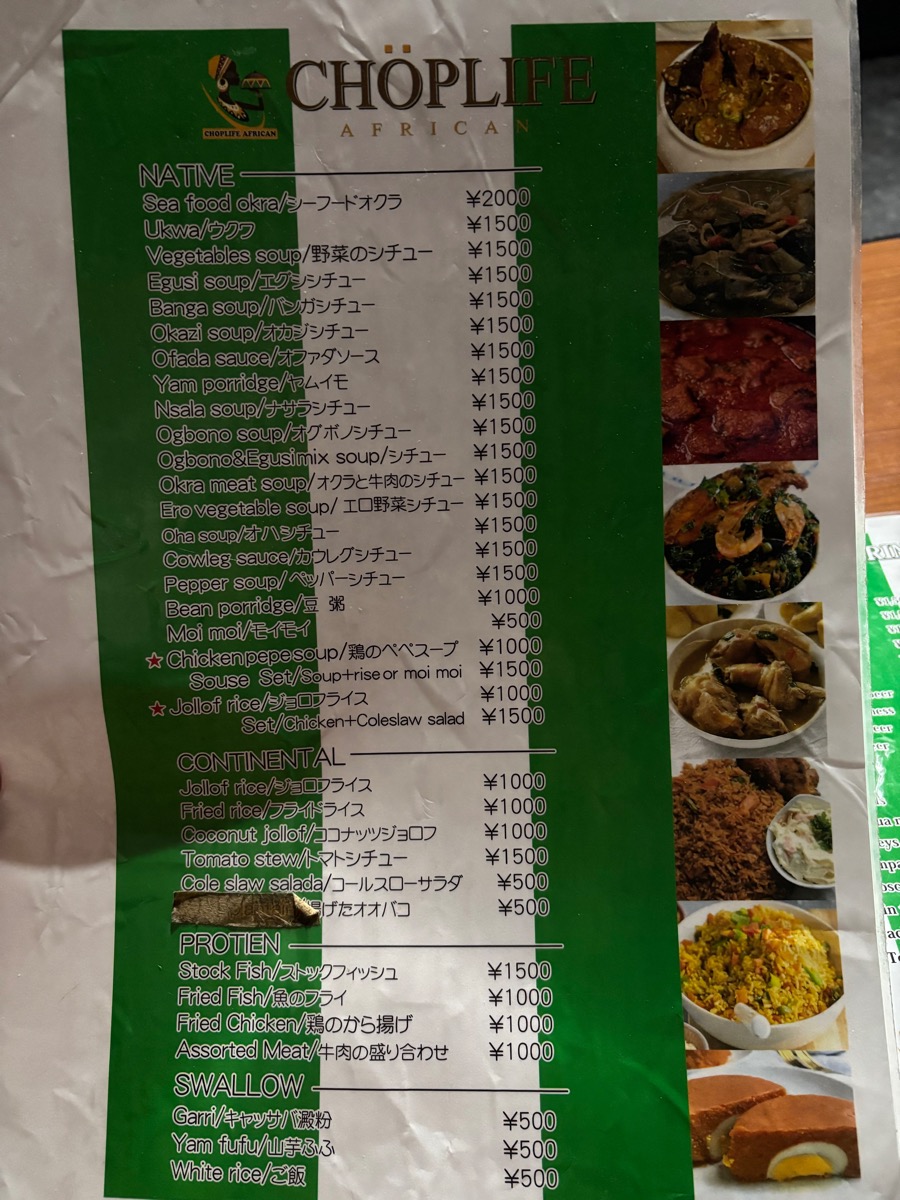 CHÖPLIFE
AFRICAN
CHOPLIFE AFRICAN
NATIVE
Sea food okra/シーフードオクラ ¥2000
Ukwa/ウクワ ¥1500
Vegetables soup/野菜のシチュー ¥1500
Egusi soup/エグシシチュー ¥1500
Banga soup/バンガシチュー ¥1500
Okazi soup/オカジシチュー ¥1500
Ofada sauce/オファダソース ¥1500
Yam porridge/ヤムイモ ¥1500
Nsala soup/ナサラシチュー ¥1500
Ogbono soup/オグボノシチュー ¥1500
Ogbono&Egusimix soup/シチュー ¥1500
Okra meat soup/オクラと牛肉のシチュー ¥1500
Ero vegetable soup/ エロ野菜シチュー ¥1500
Oha soup/オハシチュー ¥1500
Cowleg sauce/カウレグシチュー ¥1500
Pepper soup/ペッパーシチュー ¥1500
Bean porridge/豆 粥 ¥1000
Moi moi/モイモイ ¥500
★Chickenpepesoup/鶏のペペスープ ¥1000
Souse Set/Soup+rise or moi moi ¥1500
★Jollof rice/ジョロフライス ¥1000
Set/Chicken+Coleslaw salad ¥1500
CONTINENTAL
Jollof rice/ジョロフライス ¥1000
Fried rice/フライドライス ¥1000
Coconut jollof/ココナッツジョロフ ¥1000
Tomato stew/トマトシチュー ¥1500
Cole slaw salada/コールスローサラダ ¥500
揚げたオオバコ ¥500
PROTIEN
Stock Fish/ストックフィッシュ ¥1500
Fried Fish/魚のフライ ¥1000
Fried Chicken/鶏のから揚げ ¥1000
Assorted Meat/牛肉の盛り合わせ ¥1000
SWALLOW
Garri/キャッサバ澱粉 ¥500
Yam fufu/山芋ふふ ¥500
White rice/ご飯 ¥500